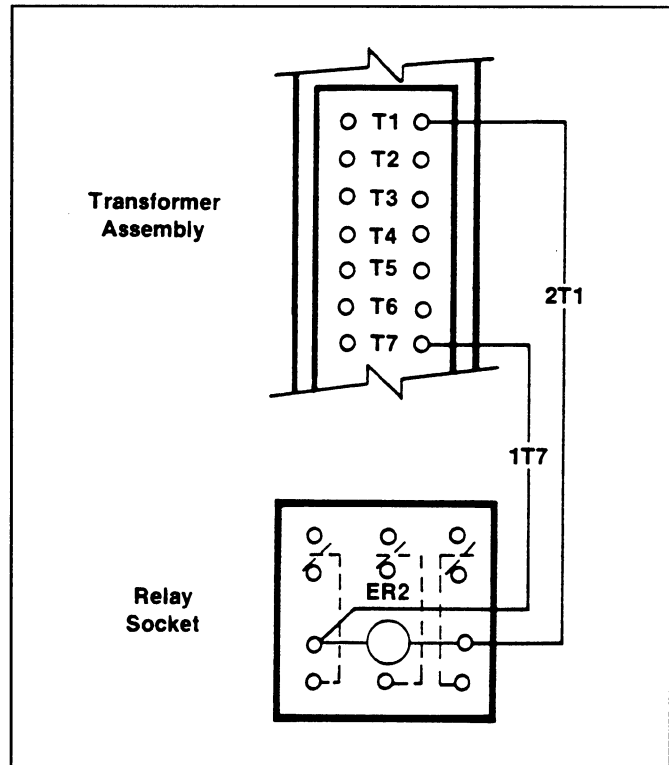 T1
T2
Transformer
Assembly
T3
T4
T5
T6
T7
2T1
1T7
ER2
Relay
Socket